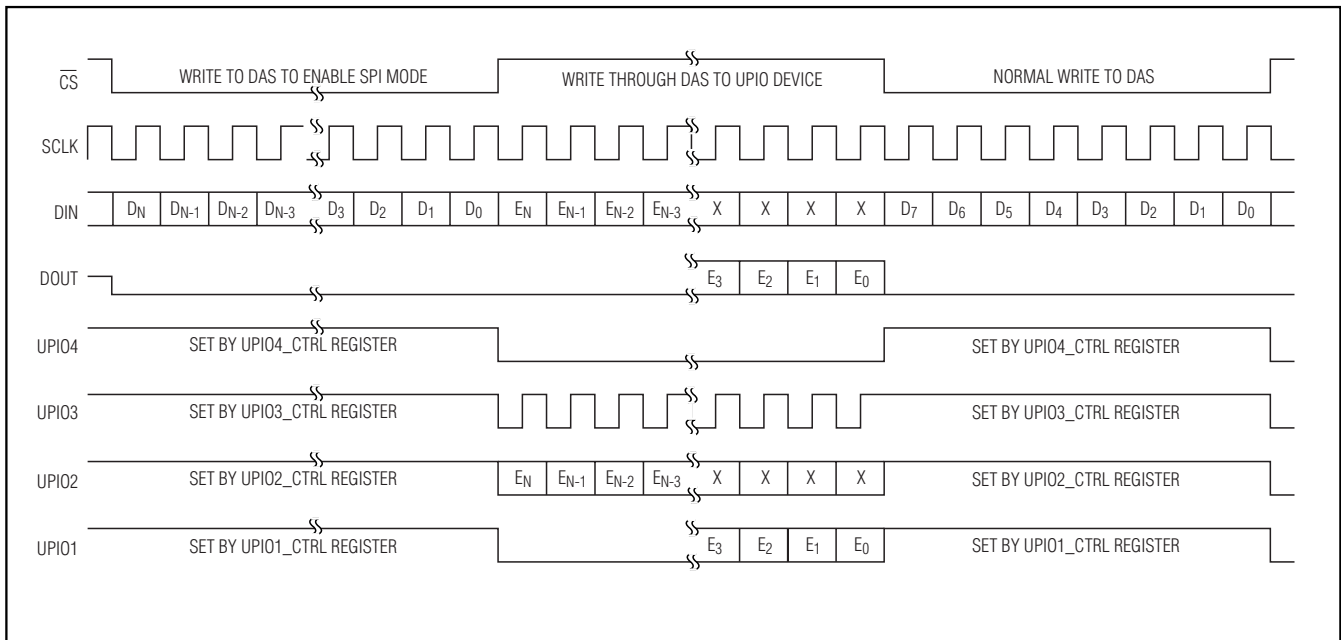 CS WRITE TO DAS TO ENABLE SPI MODE WRITE THROUGH DAS TO UPIO DEVICE NORMAL WRITE TO DAS
SCLK
DIN DN DN-1 DN-2 DN-3 D3 D2 D1 D0 EN EN-1 EN-2 EN-3 X X X X D7 D6 D5 D4 D3 D2 D1 D0
DOUT E3 E2 E1 E0
UPIO4 SET BY UPIO4_CTRL REGISTER SET BY UPIO4_CTRL REGISTER
UPIO3 SET BY UPIO3_CTRL REGISTER SET BY UPIO3_CTRL REGISTER
UPIO2 SET BY UPIO2_CTRL REGISTER EN EN-1 EN-2 EN-3 X X X X SET BY UPIO2_CTRL REGISTER
UPIO1 SET BY UPIO1_CTRL REGISTER E3 E2 E1 E0 SET BY UPIO1_CTRL REGISTER